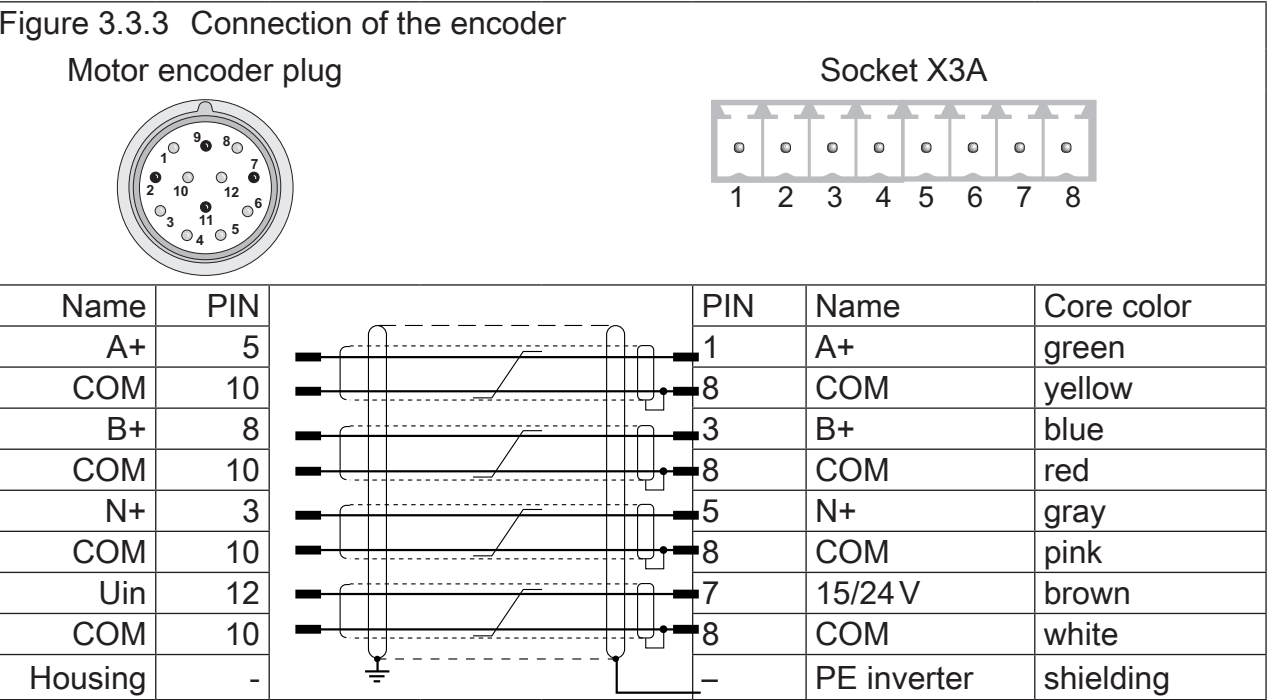 Figure 3.3.3 Connection of the encoder
Motor encoder plug Socket X3A
9 8
1 7
2 10 12
6
3 11
4 5
1 2 3 4 5 6 7 8
Name PIN PIN Name Core color
A+ 5 1 A+ green
COM 10 8 COM yellow
B+ 8 3 B+ blue
COM 10 8 COM red
N+ 3 5 N+ gray
COM 10 8 COM pink
Uin 12 7 15/24 V brown
COM 10 8 COM white
Housing - – PE inverter shielding